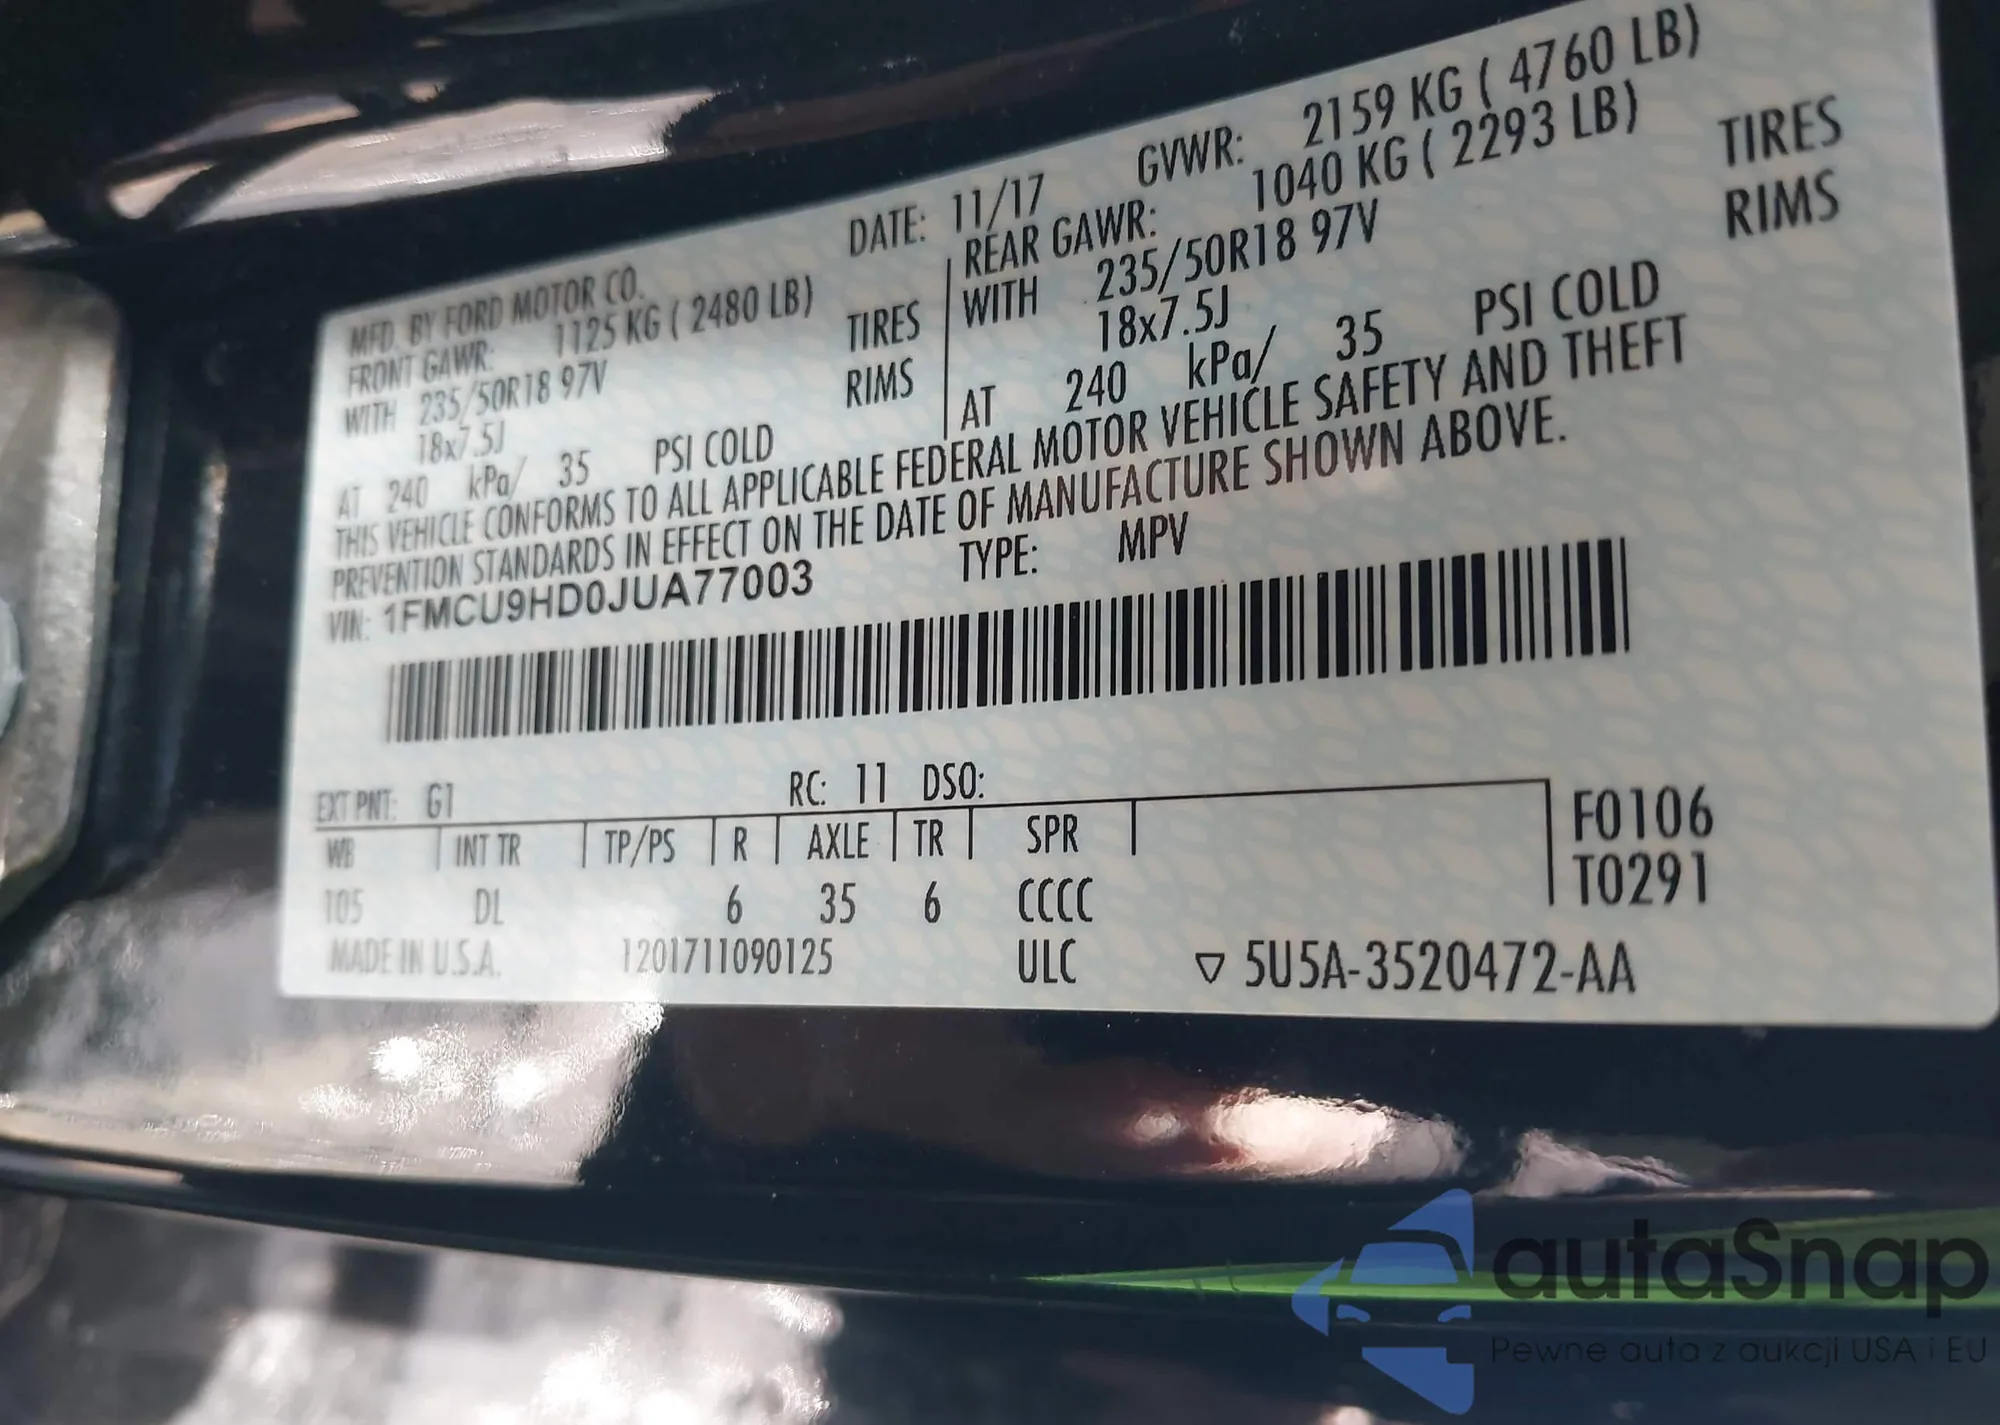 MFD. BY FORD MOTOR CO.
DATE: 11/17
GVWR: 2159 KG ( 4760 LB)
FRONT GAWR: 1125 KG ( 2480 LB)
WITH 235/50R18 97V TIRES
18x7.5J RIMS
AT 240 kPa/ 35 PSI COLD
REAR GAWR: 1040 KG ( 2293 LB)
WITH 235/50R18 97V TIRES
18x7.5J RIMS
AT 240 kPa/ 35 PSI COLD
THIS VEHICLE CONFORMS TO ALL APPLICABLE FEDERAL MOTOR VEHICLE SAFETY AND THEFT
PREVENTION STANDARDS IN EFFECT ON THE DATE OF MANUFACTURE SHOWN ABOVE.
VIN: 1FMCU9HD0JUA77003 TYPE: MPV
EXT PNT: G1 RC: 11 DSO:
WB INT TR TP/PS R AXLE TR SPR
105 DL 6 35 6 CCCC
F0106
T0291
MADE IN U.S.A. 1201711090125 ULC ▽ 5U5A-3520472-AA
autaSnap
Pewne auta z aukcji USA i EU